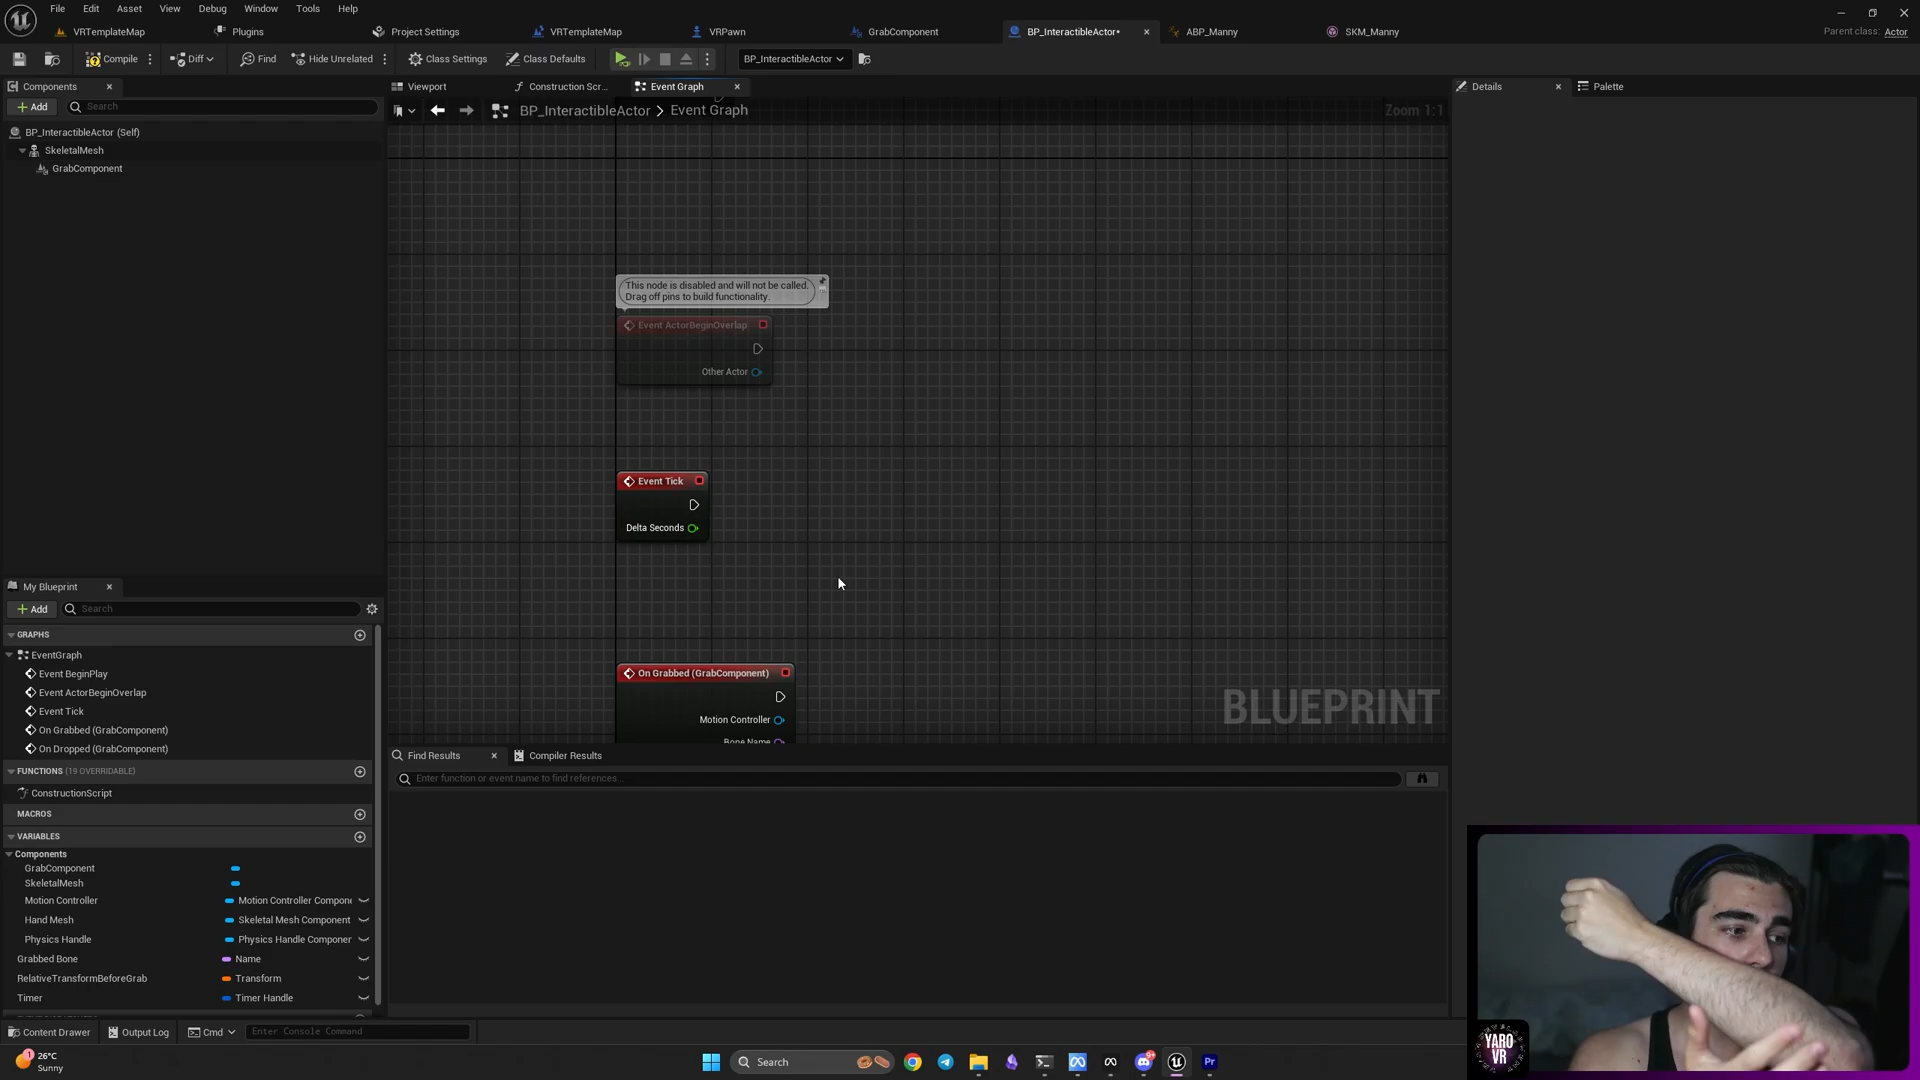 File Edit Asset View Debug Window Tools Help
VRTemplateMap Plugins Project Settings VRTemplateMap VRPawn GrabComponent BP_InteractibleActor• ABP_Manny SKM_Manny
Parent class: Actor
Compile Diff Find Hide Unrelated Class Settings Class Defaults BP_InteractibleActor
Components
Add Search
BP_InteractibleActor (Self)
SkeletalMesh
GrabComponent
Viewport Construction Scr... Event Graph
BP_InteractibleActor > Event Graph
Zoom 1:1
This node is disabled and will not be called.
Drag off pins to build functionality.
Event ActorBeginOverlap
Other Actor
Event Tick
Delta Seconds
On Grabbed (GrabComponent)
Motion Controller
Bone Name
BLUEPRINT
Details Palette
My Blueprint
Add Search
GRAPHS
EventGraph
Event BeginPlay
Event ActorBeginOverlap
Event Tick
On Grabbed (GrabComponent)
On Dropped (GrabComponent)
FUNCTIONS (19 OVERRIDABLE)
ConstructionScript
MACROS
VARIABLES
Components
GrabComponent
SkeletalMesh
Motion Controller Motion Controller Compone
Hand Mesh Skeletal Mesh Component
Physics Handle Physics Handle Componer
Grabbed Bone Name
RelativeTransformBeforeGrab Transform
Timer Timer Handle
Find Results Compiler Results
Enter function or event name to find references...
Content Drawer Output Log Cmd Enter Console Command
1
26°C
Sunny
Search
Pr
YARO
VR